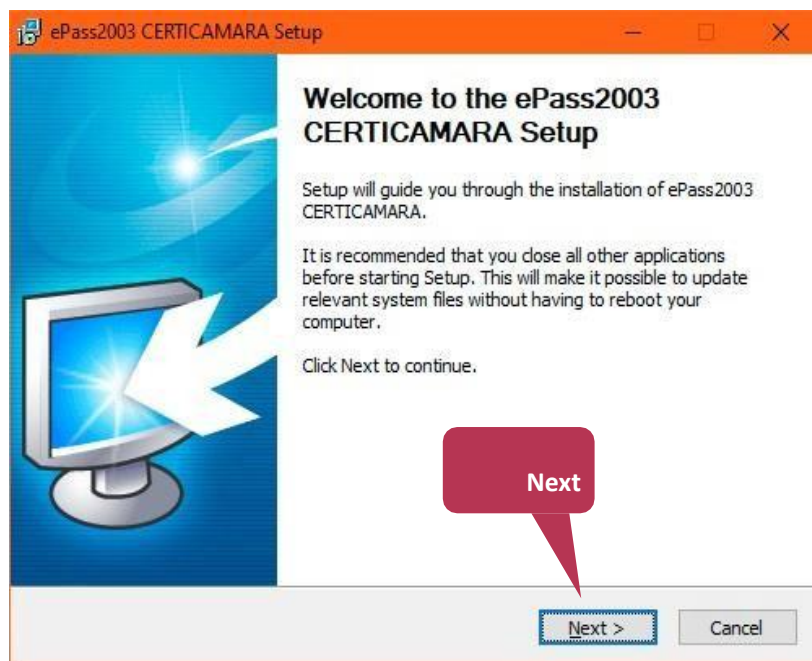 ePass2003 CERTICAMARA Setup
Welcome to the ePass2003
CERTICAMARA Setup
Setup will guide you through the installation of ePass2003
CERTICAMARA.
It is recommended that you close all other applications
before starting Setup. This will make it possible to update
relevant system files without having to reboot your
computer.
Click Next to continue.
Next
Next >
Cancel